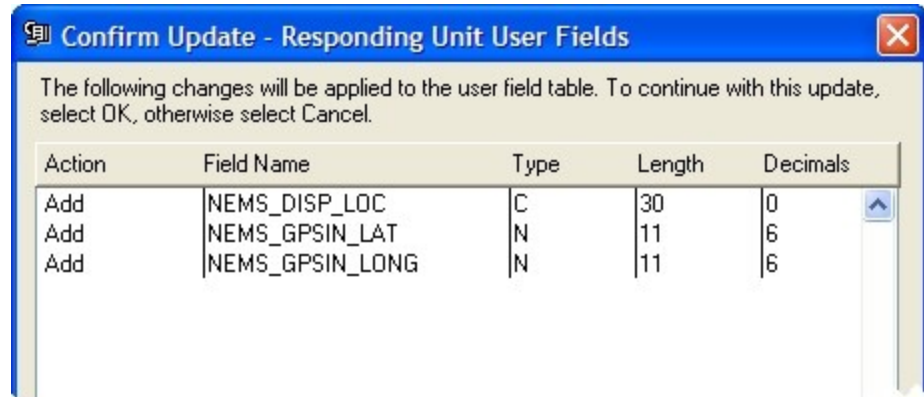 Confirm Update - Responding Unit User Fields
The following changes will be applied to the user field table. To continue with this update,
select OK, otherwise select Cancel.
Action Field Name Type Length Decimals
Add NEMS_DISP_LOC C 30 0
Add NEMS_GPSIN_LAT N 11 6
Add NEMS_GPSIN_LONG N 11 6